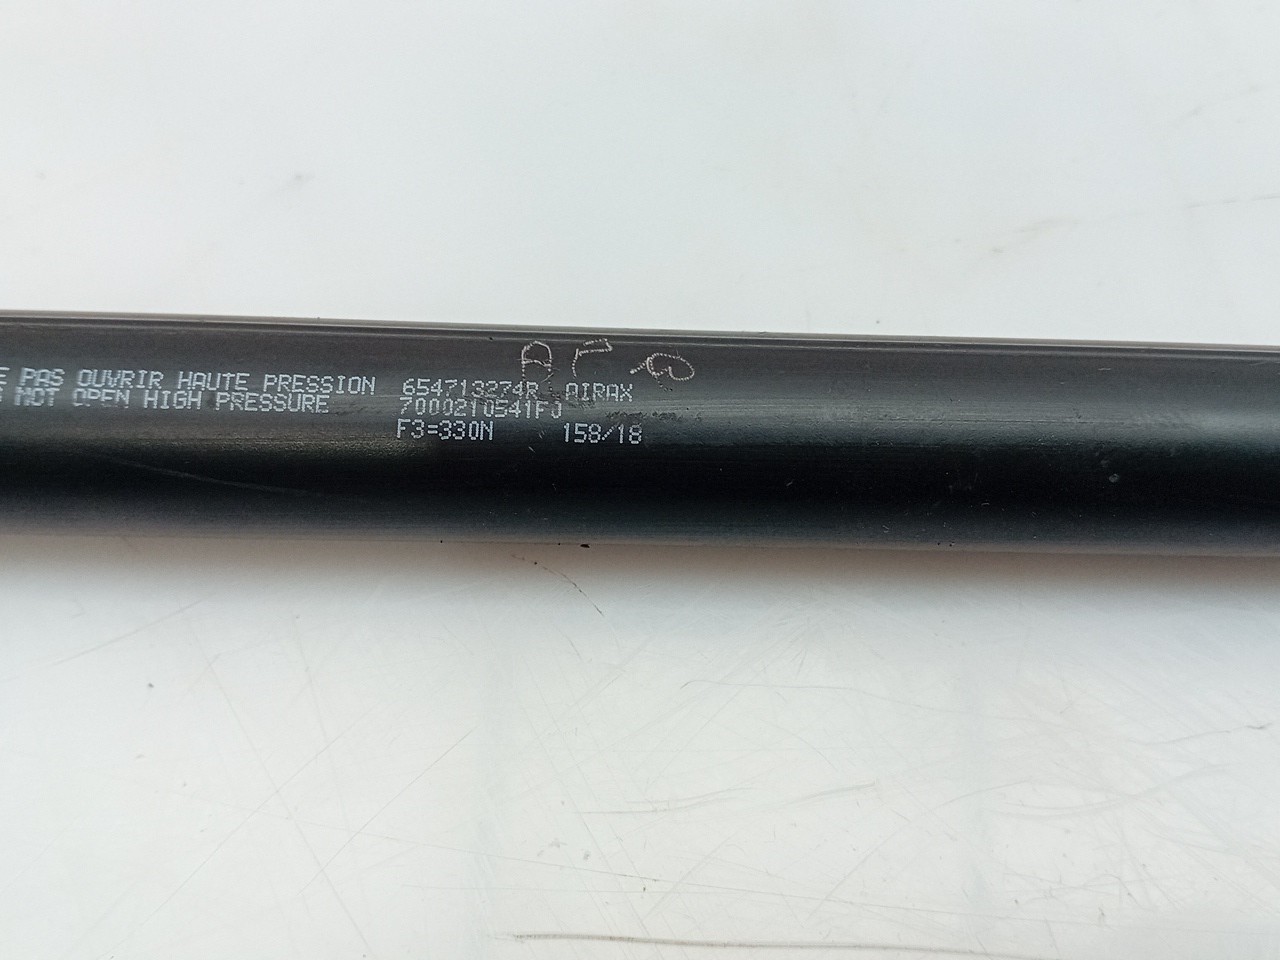 E PAS OUVRIR HAUTE PRESSION 654713274R AIRAX
NOT OPEN HIGH PRESSURE 7000210541FJ
F3=330N 158/18